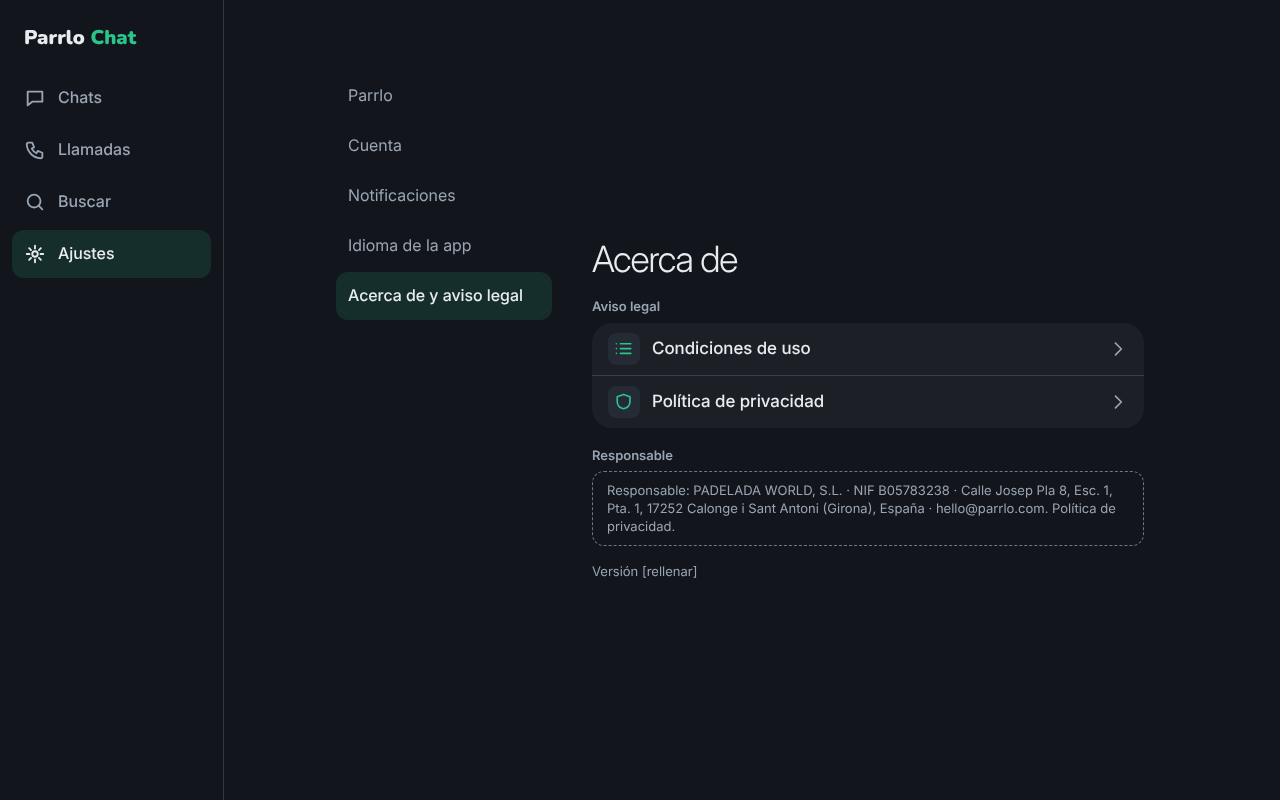 Parrlo Chat
Chats
Llamadas
Buscar
Ajustes
Parrlo
Cuenta
Notificaciones
Idioma de la app
Acerca de y aviso legal
Acerca de
Aviso legal
Condiciones de uso
Política de privacidad
Responsable
Responsable: PADELADA WORLD, S.L. · NIF B05783238 · Calle Josep Pla 8, Esc. 1,
Pta. 1, 17252 Calonge i Sant Antoni (Girona), España · hello@parrlo.com. Política de
privacidad.
Versión [rellenar]